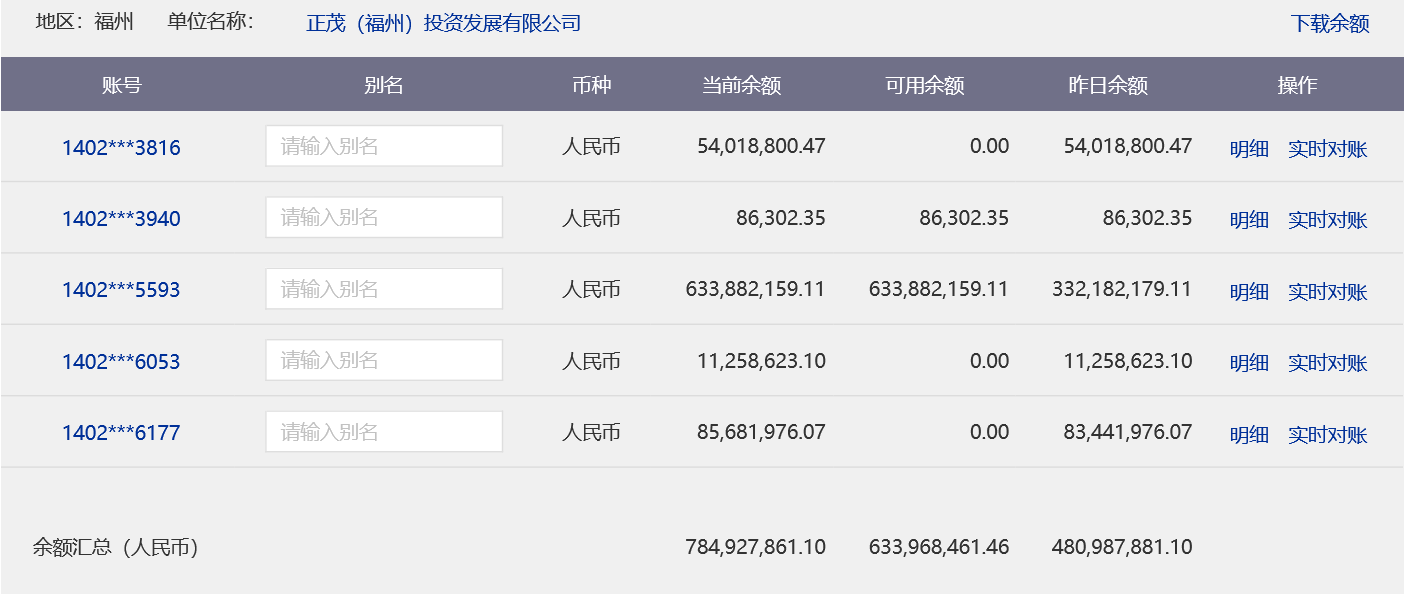 地区：福州 单位名称： 正茂（福州）投资发展有限公司 下载余额
账号 别名 币种 当前余额 可用余额 昨日余额 操作
1402***3816 请输入别名 人民币 54,018,800.47 0.00 54,018,800.47 明细 实时对账
1402***3940 请输入别名 人民币 86,302.35 86,302.35 86,302.35 明细 实时对账
1402***5593 请输入别名 人民币 633,882,159.11 633,882,159.11 332,182,179.11 明细 实时对账
1402***6053 请输入别名 人民币 11,258,623.10 0.00 11,258,623.10 明细 实时对账
1402***6177 请输入别名 人民币 85,681,976.07 0.00 83,441,976.07 明细 实时对账
余额汇总（人民币） 784,927,861.10 633,968,461.46 480,987,881.10